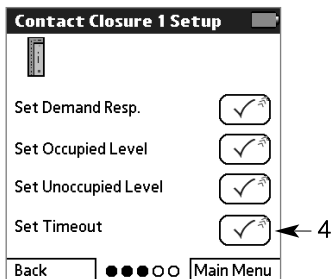 Contact Closure 1 Setup
Set Demand Resp.
Set Occupied Level
Set Unoccupied Level
Set Timeout
4
Back
Main Menu